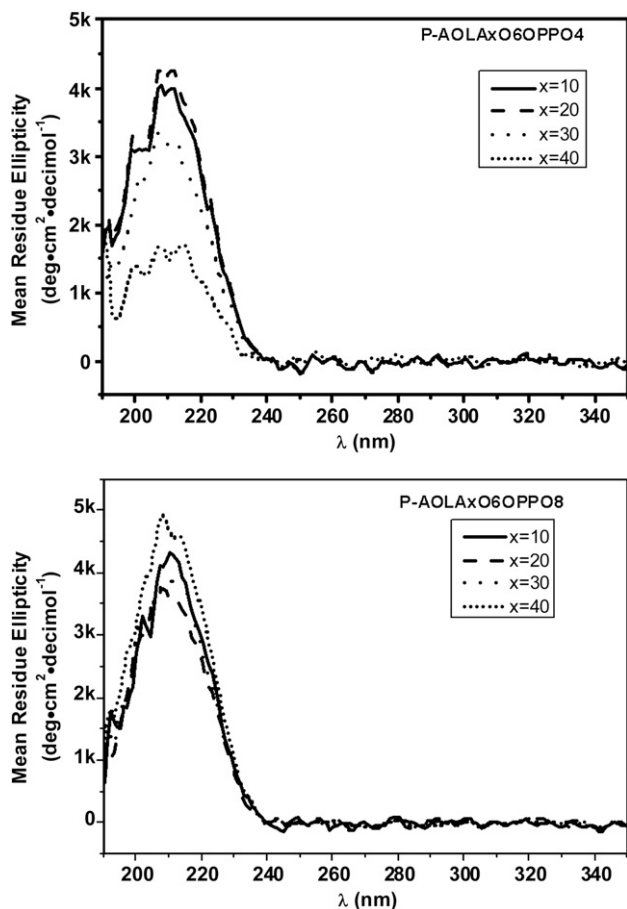 P-AOLAxO6OPPO4
x=10
x=20
x=30
x=40
Mean Residue Ellipticity
(deg•cm²•decimol⁻¹)
5k
4k
3k
2k
1k
0
200 220 240 260 280 300 320 340
λ (nm)
P-AOLAxO6OPPO8
x=10
x=20
x=30
x=40
Mean Residue Ellipticity
(deg•cm²•decimol⁻¹)
5k
4k
3k
2k
1k
0
200 220 240 260 280 300 320 340
λ (nm)